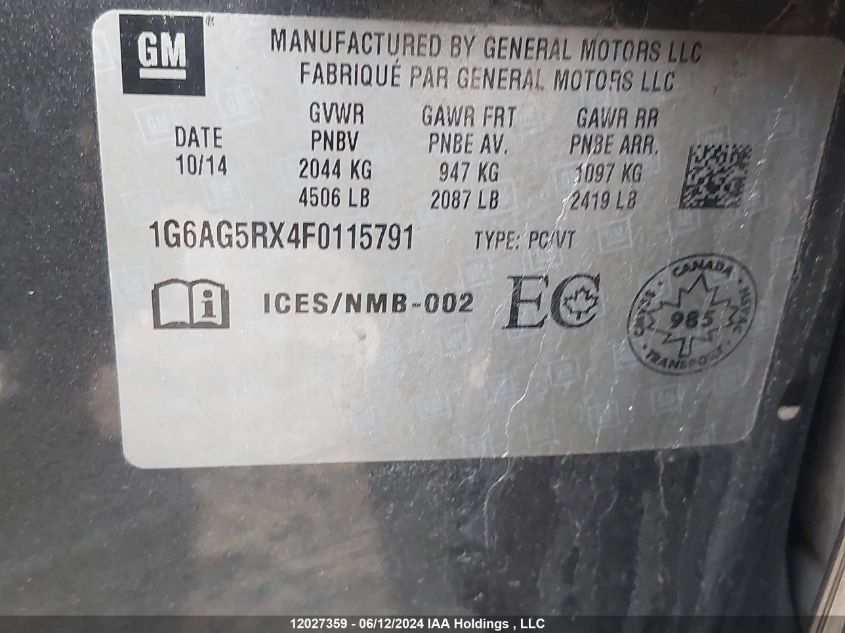 GM
MANUFACTURED BY GENERAL MOTORS LLC
FABRIQUÉ PAR GENERAL MOTORS LLC
GVWR GAWR FRT GAWR RR
DATE PNBV PNBE AV. PNBE ARR.
10/14 2044 KG 947 KG 1097 KG
4506 LB 2087 LB 2419 LB
1G6AG5RX4F0115791 TYPE: PC/VT
i ICES/NMB-002 EC
CANADA
985
TRANSPORT
12027359 - 06/12/2024 IAA Holdings , LLC